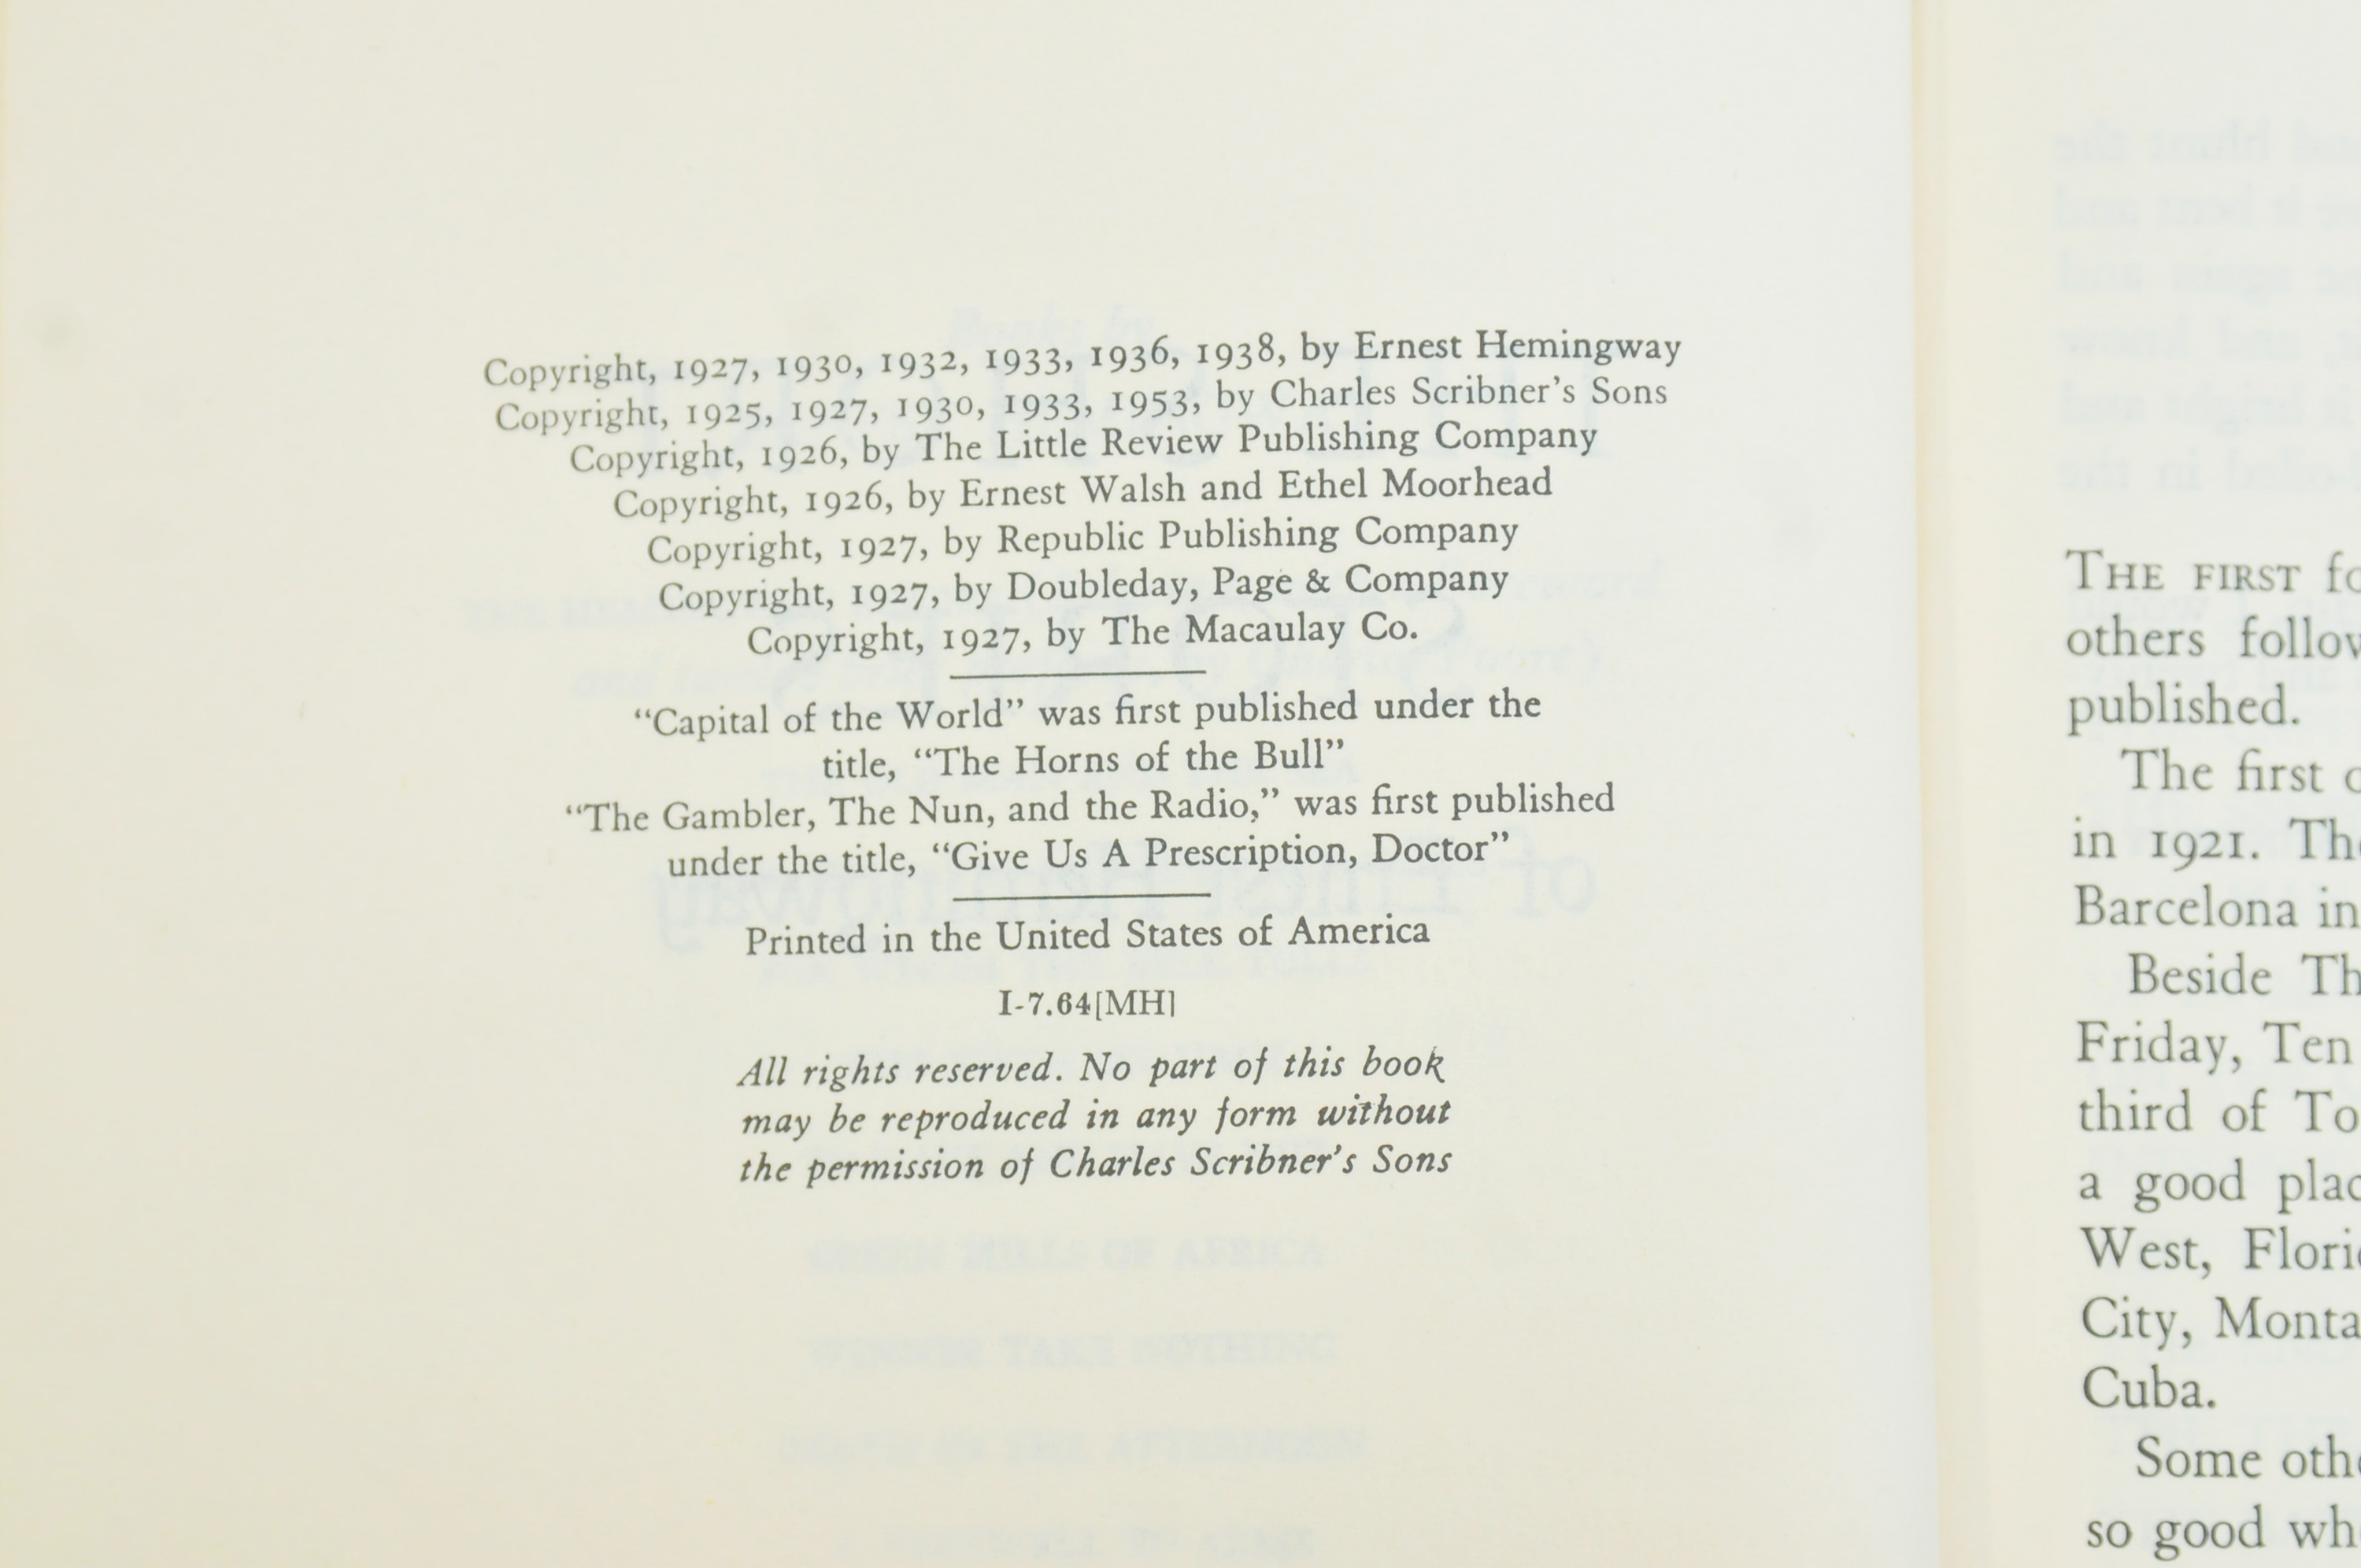 Copyright, 1927, 1930, 1932, 1933, 1936, 1938, by Ernest Hemingway
Copyright, 1925, 1927, 1930, 1933, 1953, by Charles Scribner's Sons
Copyright, 1926, by The Little Review Publishing Company
Copyright, 1926, by Ernest Walsh and Ethel Moorhead
Copyright, 1927, by Republic Publishing Company
Copyright, 1927, by Doubleday, Page & Company
Copyright, 1927, by The Macaulay Co.
“Capital of the World” was first published under the
title, “The Horns of the Bull”
“The Gambler, The Nun, and the Radio,” was first published
under the title, “Give Us A Prescription, Doctor”
Printed in the United States of America
I-7.64[MH]
All rights reserved. No part of this book
may be reproduced in any form without
the permission of Charles Scribner's Sons
THE FIRST fo
others follow
published.
The first o
in 1921. The
Barcelona in
Beside Th
Friday, Ten
third of To
a good plac
West, Floric
City, Monta
Cuba.
Some othe
so good wh